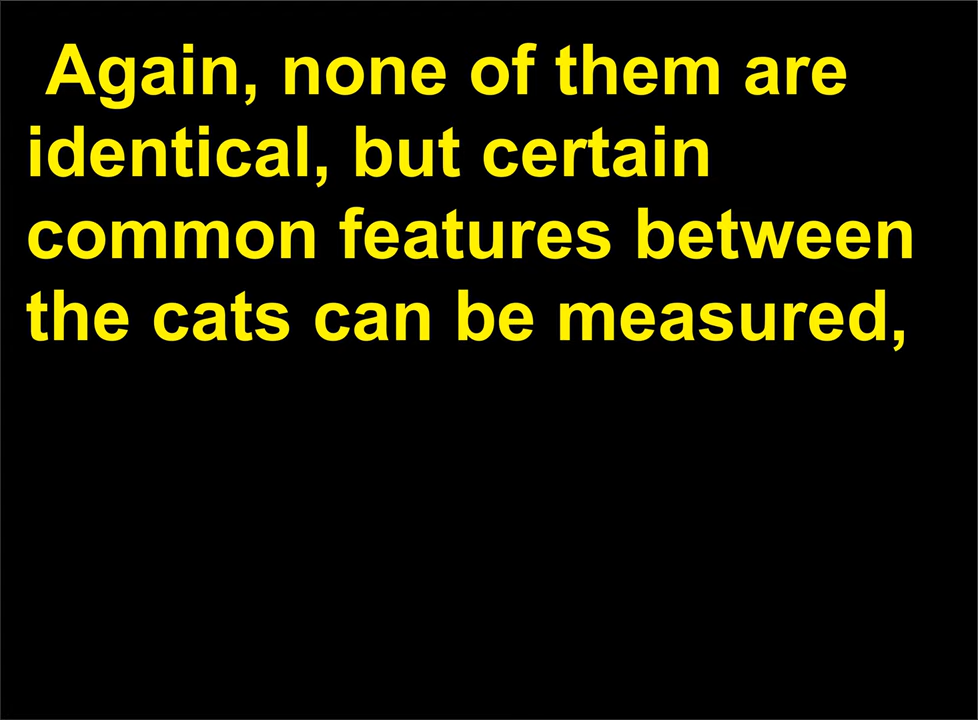 Again, none of them are
identical, but certain
common features between
the cats can be measured,